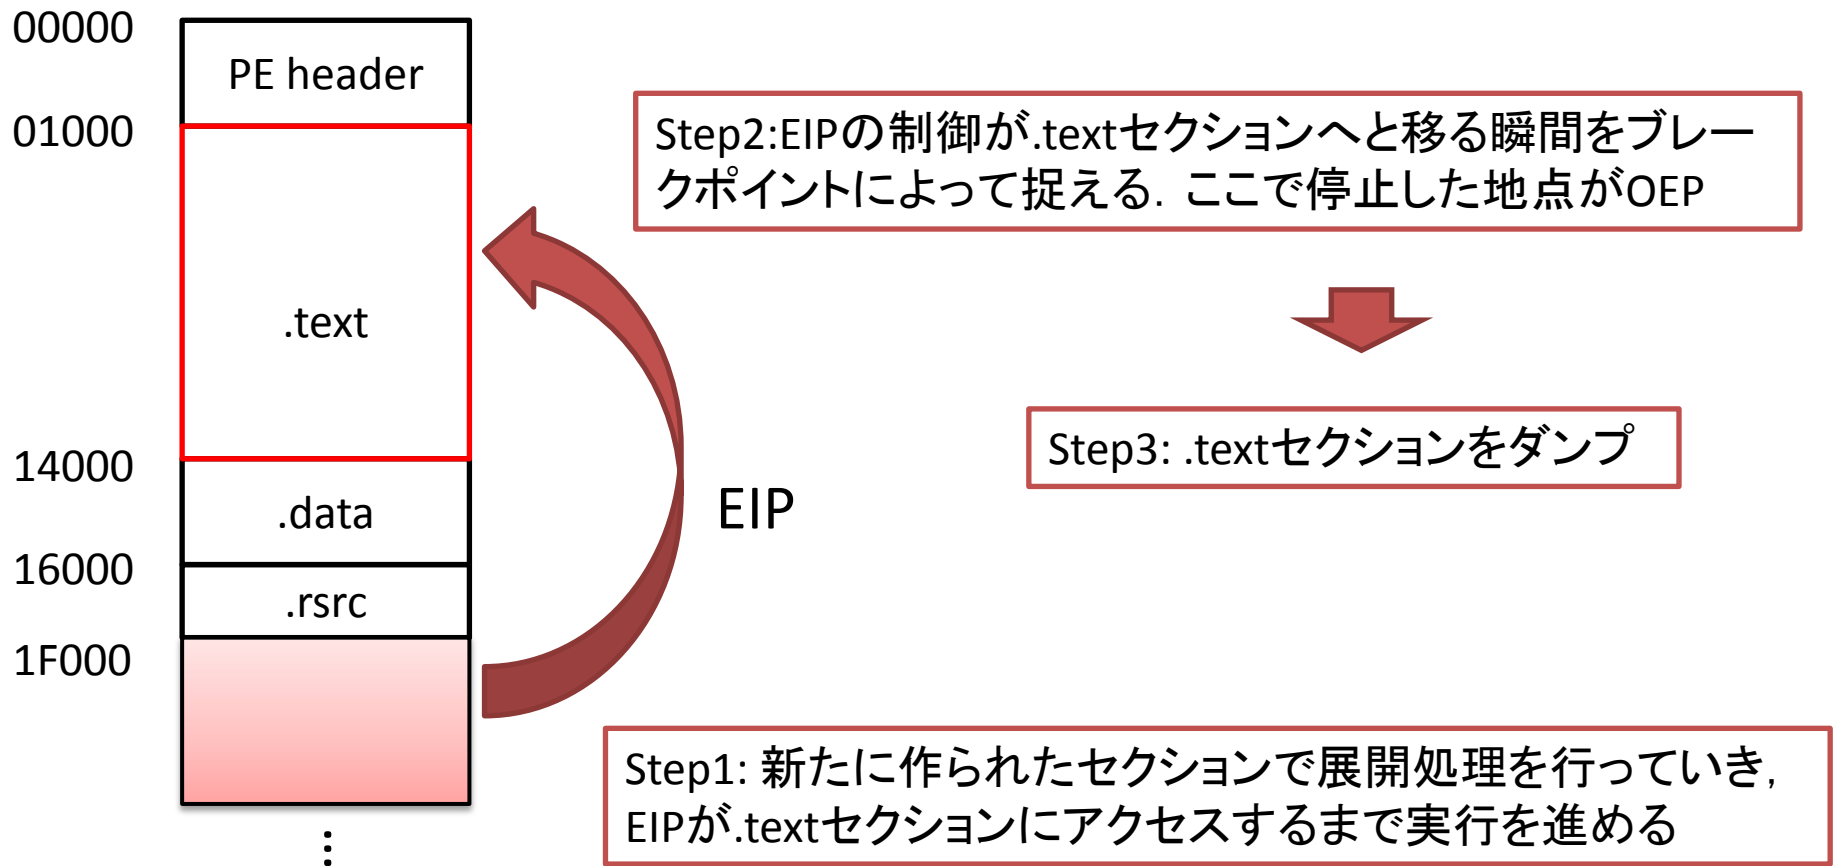 00000
PE header
01000
.text
14000
.data
16000
.rsrc
1F000
⋮
EIP
Step2:EIPの制御が.textセクションへと移る瞬間をブレー
クポイントによって捉える．ここで停止した地点がOEP
Step3: .textセクションをダンプ
Step1: 新たに作られたセクションで展開処理を行っていき，
EIPが.textセクションにアクセスするまで実行を進める